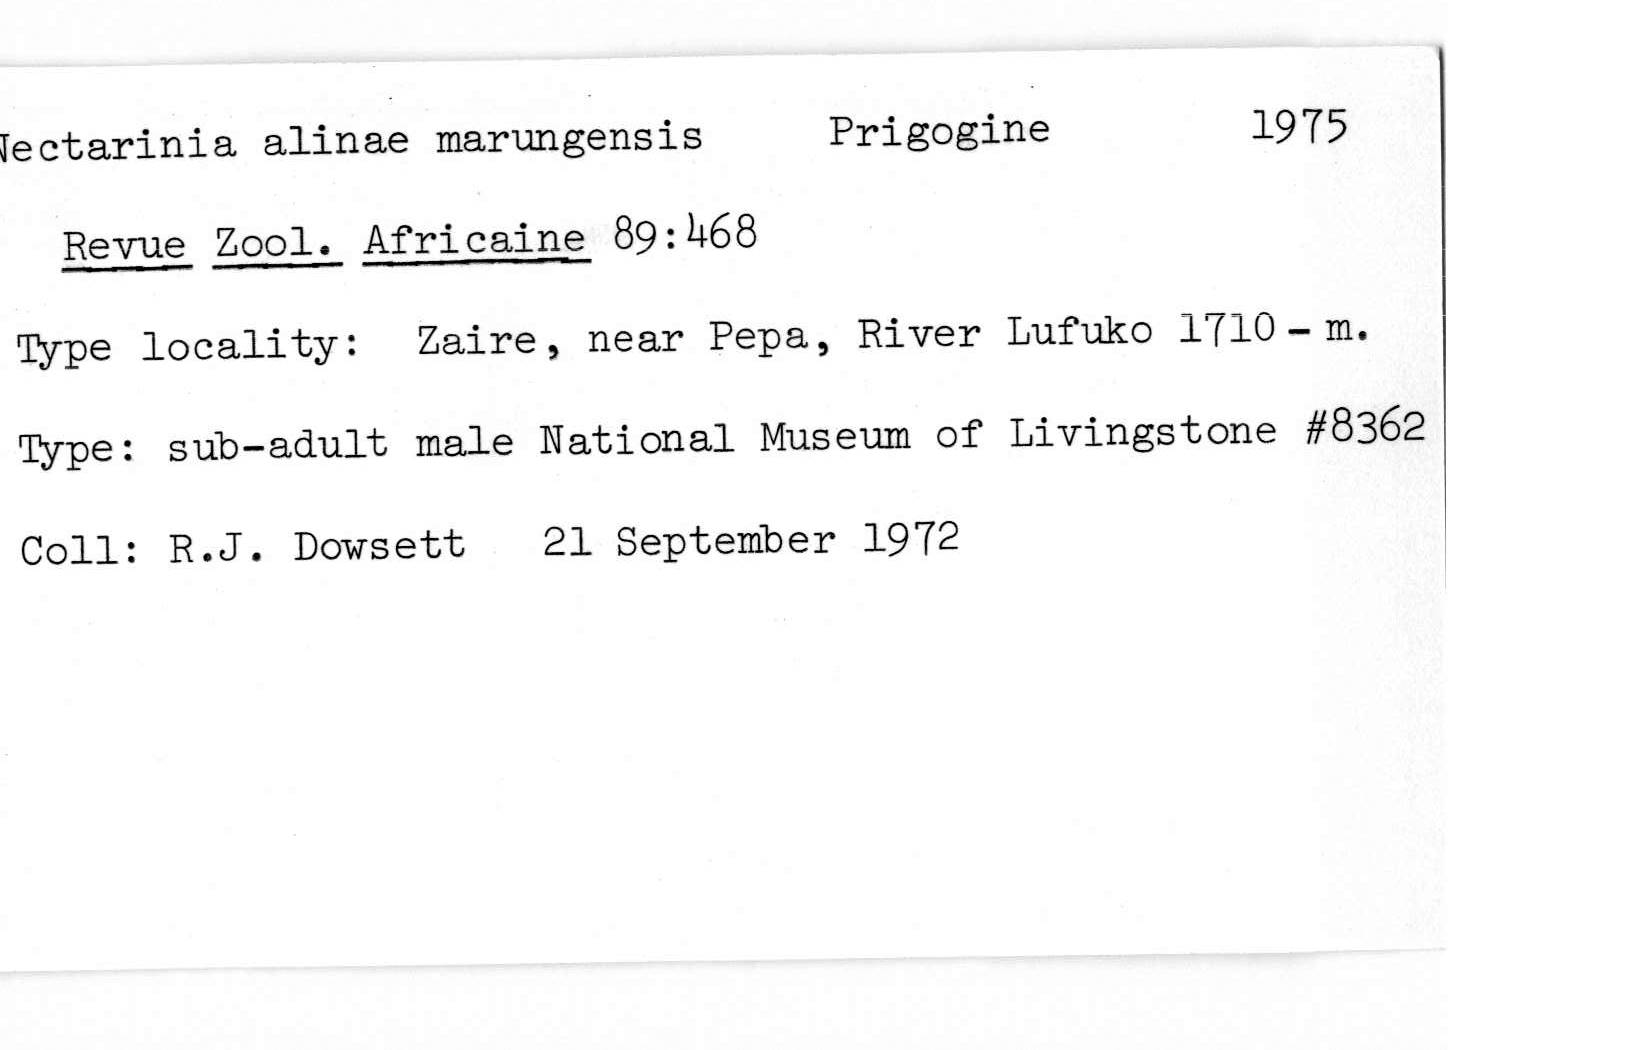 Nectarinia alinae marungensis Prigogine 1975
Revue Zool. Africaine 89:468
Type locality: Zaire, near Pepa, River Lufuko 1710 - m.
Type: sub-adult male National Museum of Livingstone #8362
Coll: R.J. Dowsett 21 September 1972